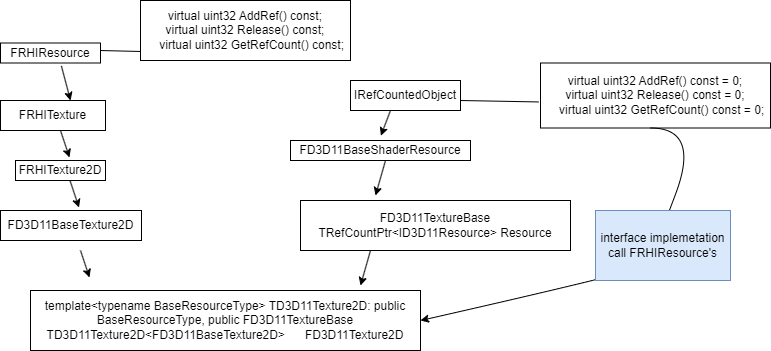 virtual uint32 AddRef() const;
virtual uint32 Release() const;
virtual uint32 GetRefCount() const;
FRHIResource
FRHITexture
FRHITexture2D
FD3D11BaseTexture2D
IRefCountedObject
virtual uint32 AddRef() const = 0;
virtual uint32 Release() const = 0;
virtual uint32 GetRefCount() const = 0;
FD3D11BaseShaderResource
FD3D11TextureBase
TRefCountPtr<ID3D11Resource> Resource
interface implemetation
call FRHIResource's
template<typename BaseResourceType> TD3D11Texture2D: public
BaseResourceType, public FD3D11TextureBase
TD3D11Texture2D<FD3D11BaseTexture2D> FD3D11Texture2D